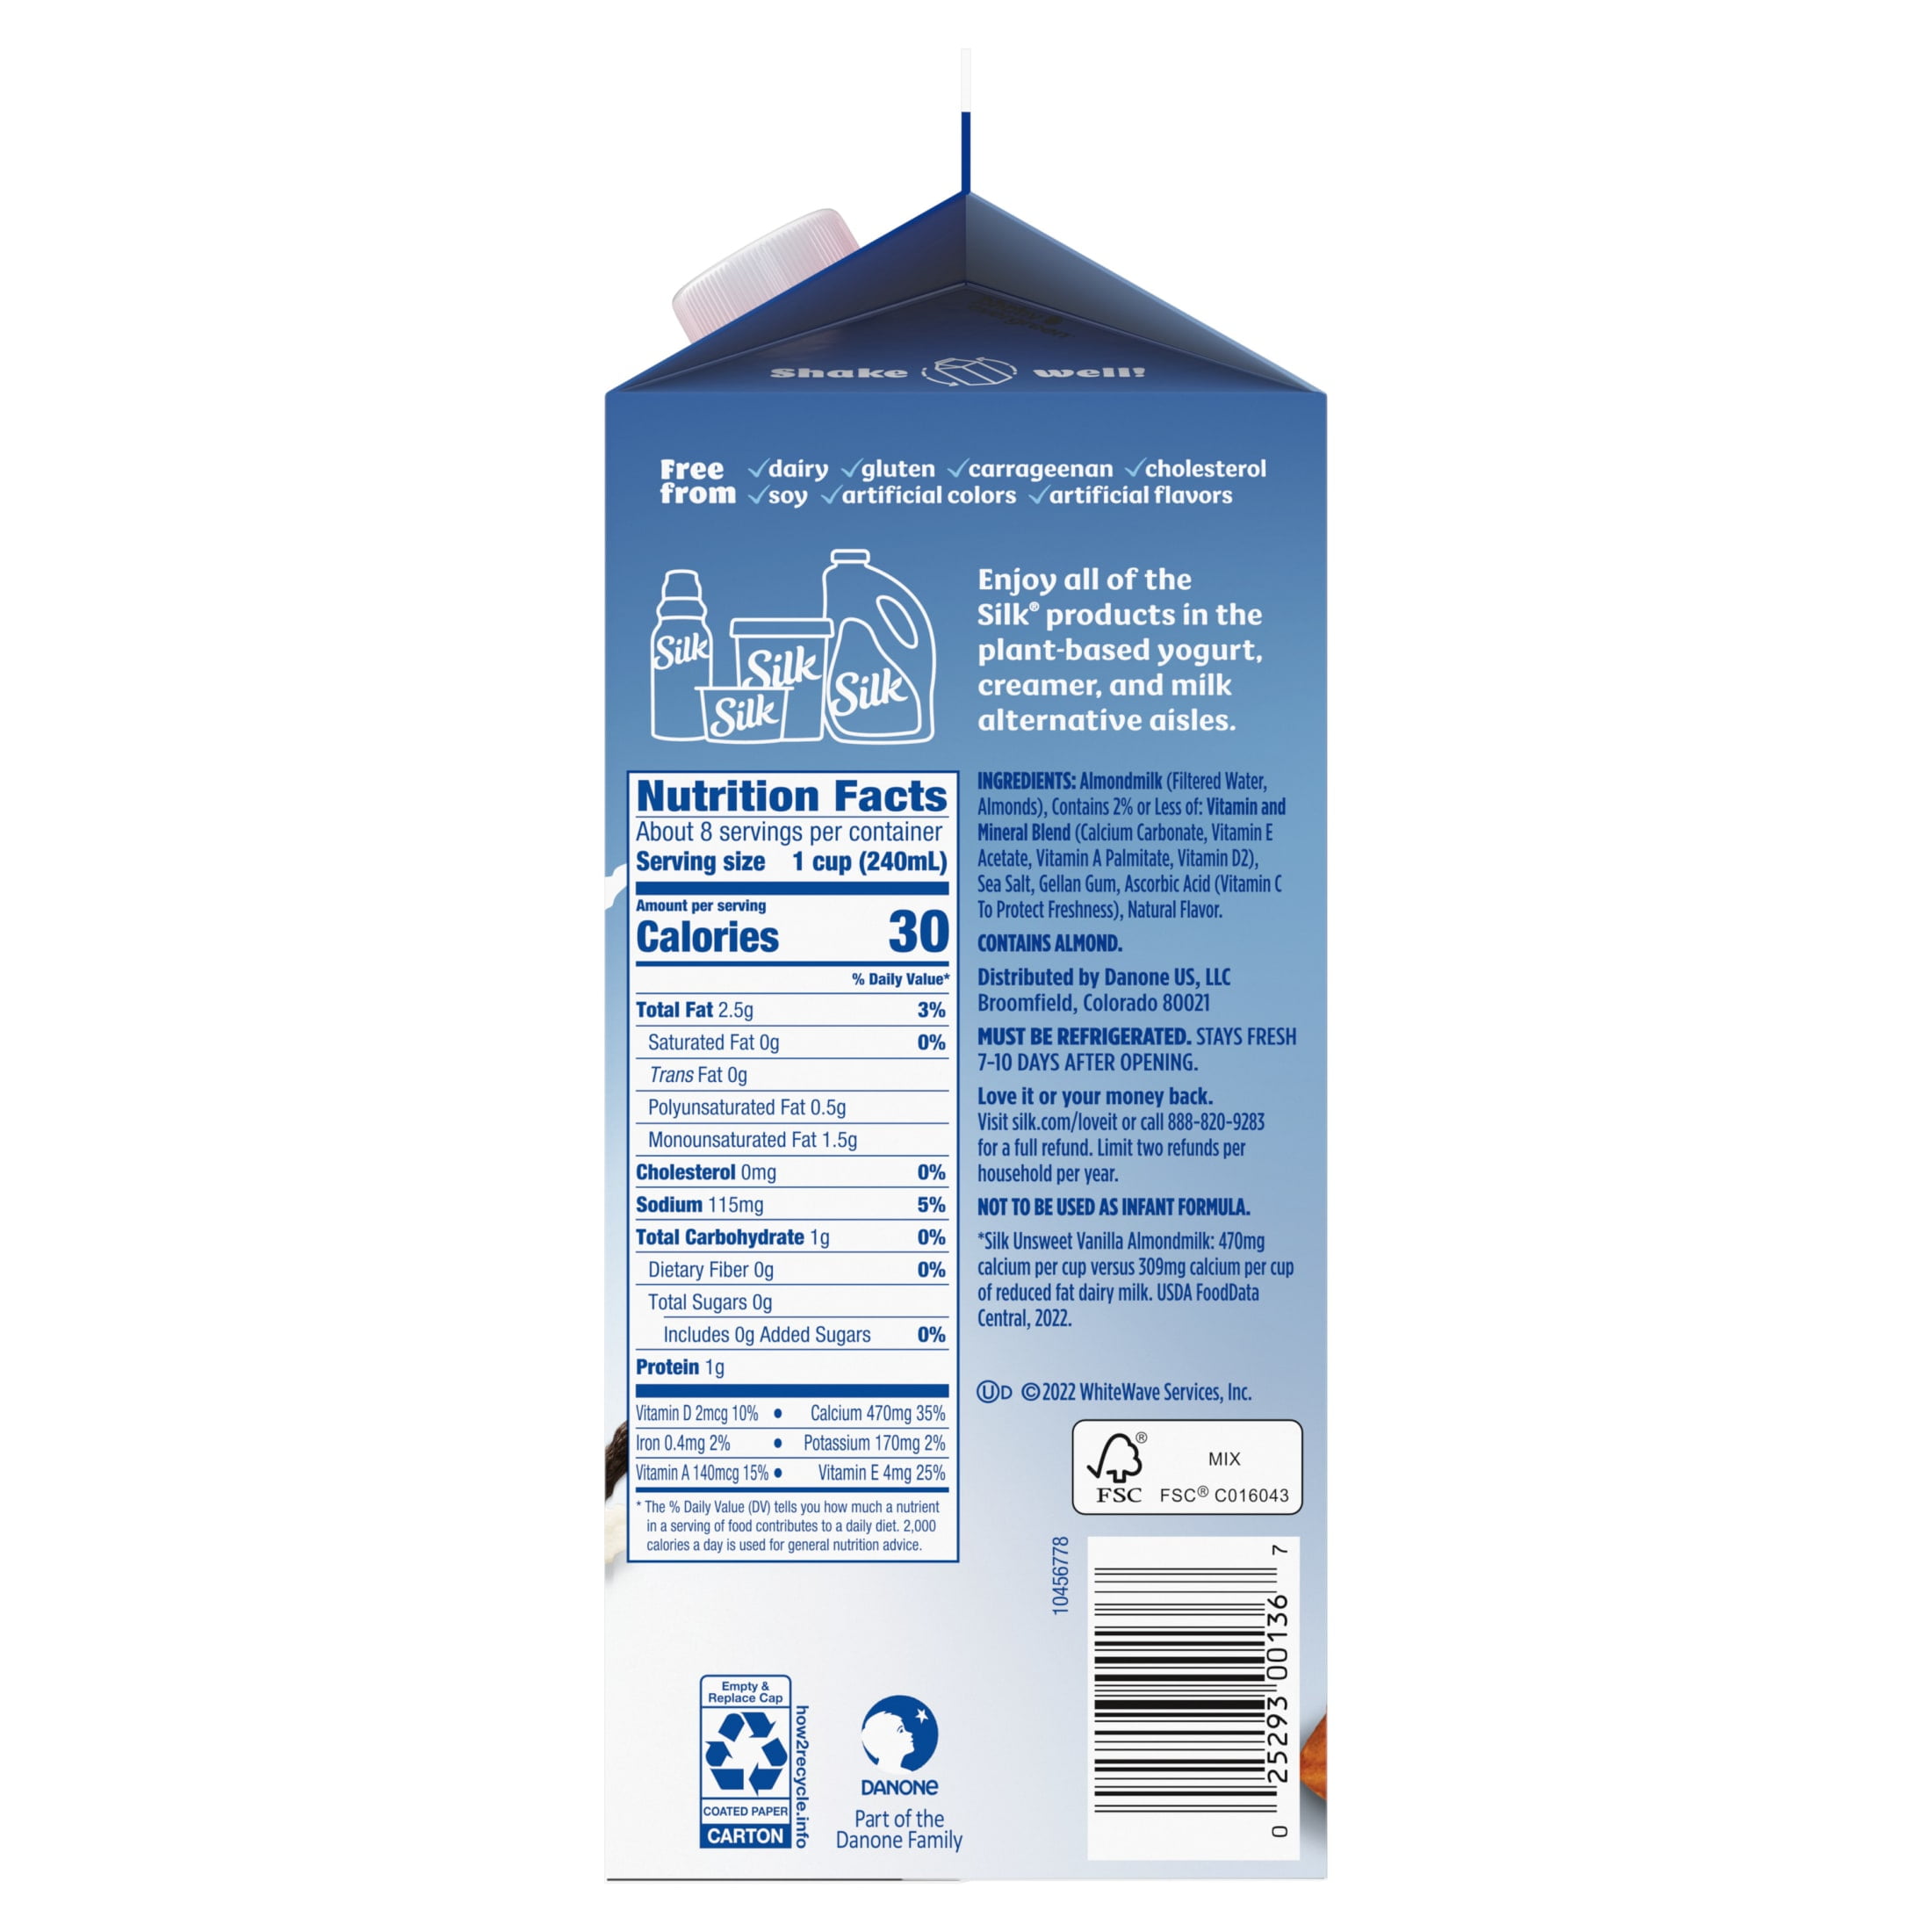 Shake well!
Free from ✓dairy ✓gluten ✓carrageenan ✓cholesterol
✓soy ✓artificial colors ✓artificial flavors
Silk
Silk
Silk
Silk
Enjoy all of the
Silk® products in the
plant-based yogurt,
creamer, and milk
alternative aisles.
Nutrition Facts
About 8 servings per container
Serving size 1 cup (240mL)
Amount per serving
Calories 30
% Daily Value*
Total Fat 2.5g 3%
Saturated Fat 0g 0%
Trans Fat 0g
Polyunsaturated Fat 0.5g
Monounsaturated Fat 1.5g
Cholesterol 0mg 0%
Sodium 115mg 5%
Total Carbohydrate 1g 0%
Dietary Fiber 0g 0%
Total Sugars 0g
Includes 0g Added Sugars 0%
Protein 1g
Vitamin D 2mcg 10% • Calcium 470mg 35%
Iron 0.4mg 2% • Potassium 170mg 2%
Vitamin A 140mcg 15% • Vitamin E 4mg 25%
* The % Daily Value (DV) tells you how much a nutrient
in a serving of food contributes to a daily diet. 2,000
calories a day is used for general nutrition advice.
INGREDIENTS: Almondmilk (Filtered Water,
Almonds), Contains 2% or Less of: Vitamin and
Mineral Blend (Calcium Carbonate, Vitamin E
Acetate, Vitamin A Palmitate, Vitamin D2),
Sea Salt, Gellan Gum, Ascorbic Acid (Vitamin C
To Protect Freshness), Natural Flavor.
CONTAINS ALMOND.
Distributed by Danone US, LLC
Broomfield, Colorado 80021
MUST BE REFRIGERATED. STAYS FRESH
7-10 DAYS AFTER OPENING.
Love it or your money back.
Visit silk.com/loveit or call 888-820-9283
for a full refund. Limit two refunds per
household per year.
NOT TO BE USED AS INFANT FORMULA.
*Silk Unsweet Vanilla Almondmilk: 470mg
calcium per cup versus 309mg calcium per cup
of reduced fat dairy milk. USDA FoodData
Central, 2022.
UD ©2022 WhiteWave Services, Inc.
FSC®
MIX
FSC® C016043
10456778
0 25293 00136 7
Empty &
Replace Cap
COATED PAPER
CARTON
how2recycle.info
DANONE
Part of the
Danone Family